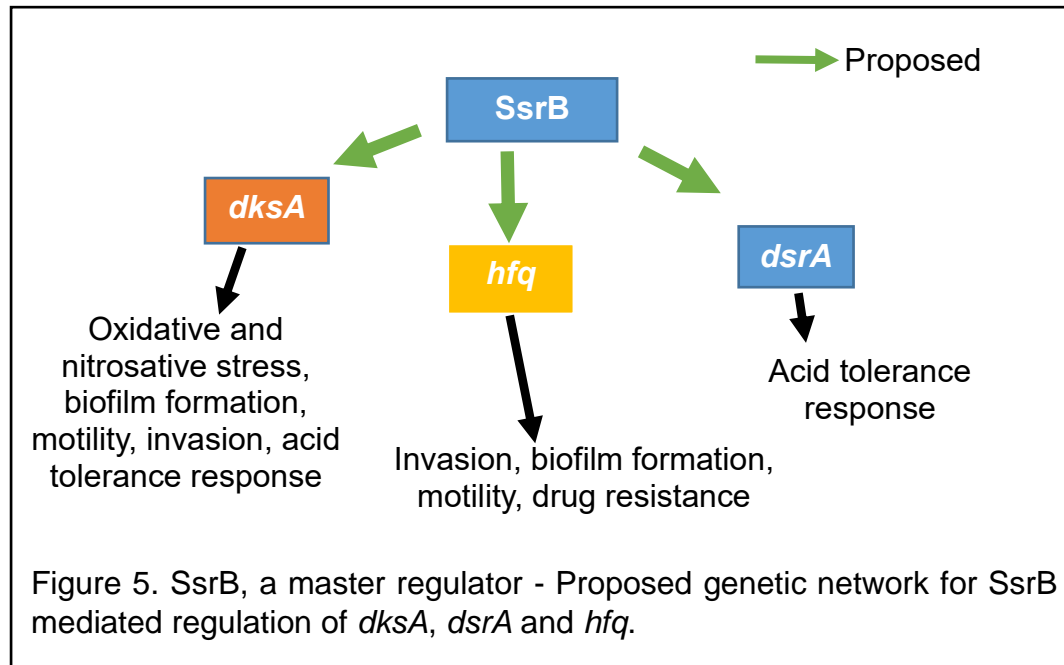 Proposed
SsrB
dksA
hfq
dsrA
Oxidative and
nitrosative stress,
biofilm formation,
motility, invasion, acid
tolerance response
Invasion, biofilm formation,
motility, drug resistance
Acid tolerance
response
Figure 5. SsrB, a master regulator - Proposed genetic network for SsrB
mediated regulation of dksA, dsrA and hfq.